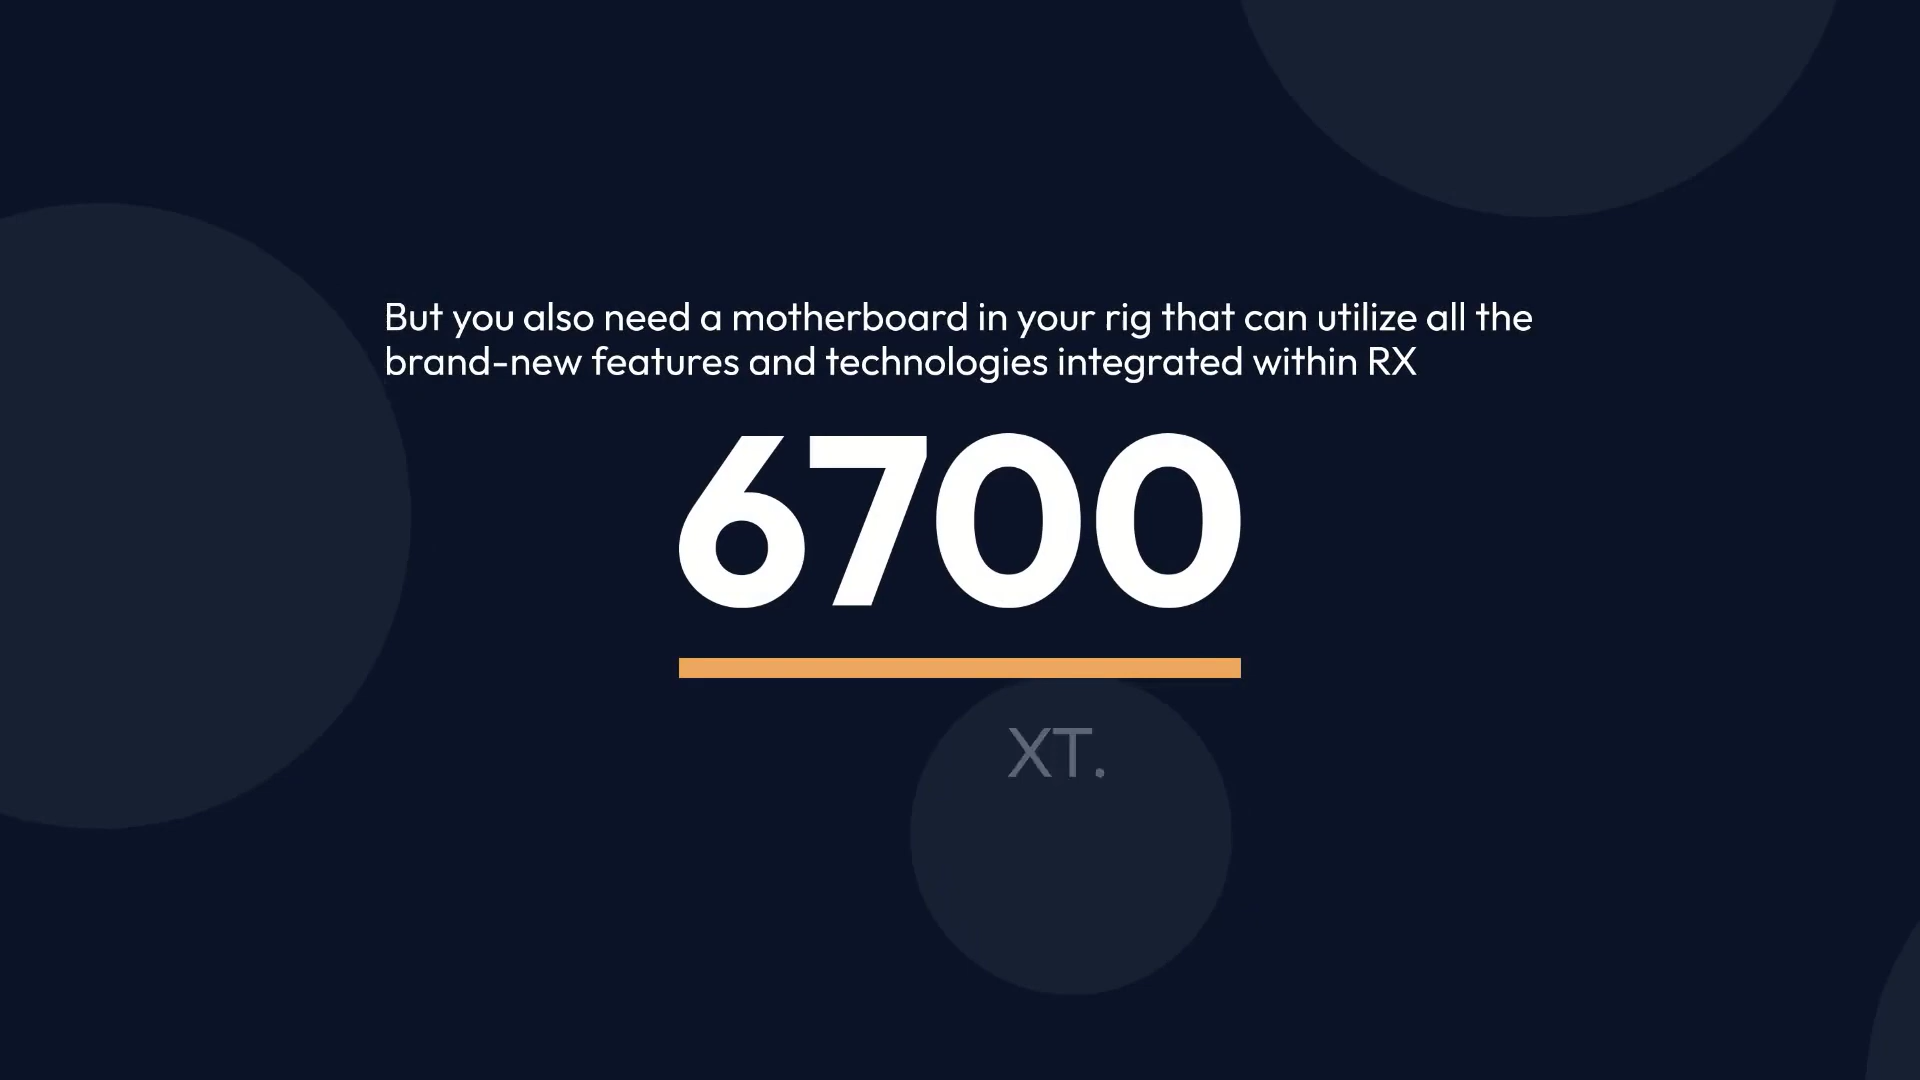 But you also need a motherboard in your rig that can utilize all the
brand-new features and technologies integrated within RX
6700
XT.